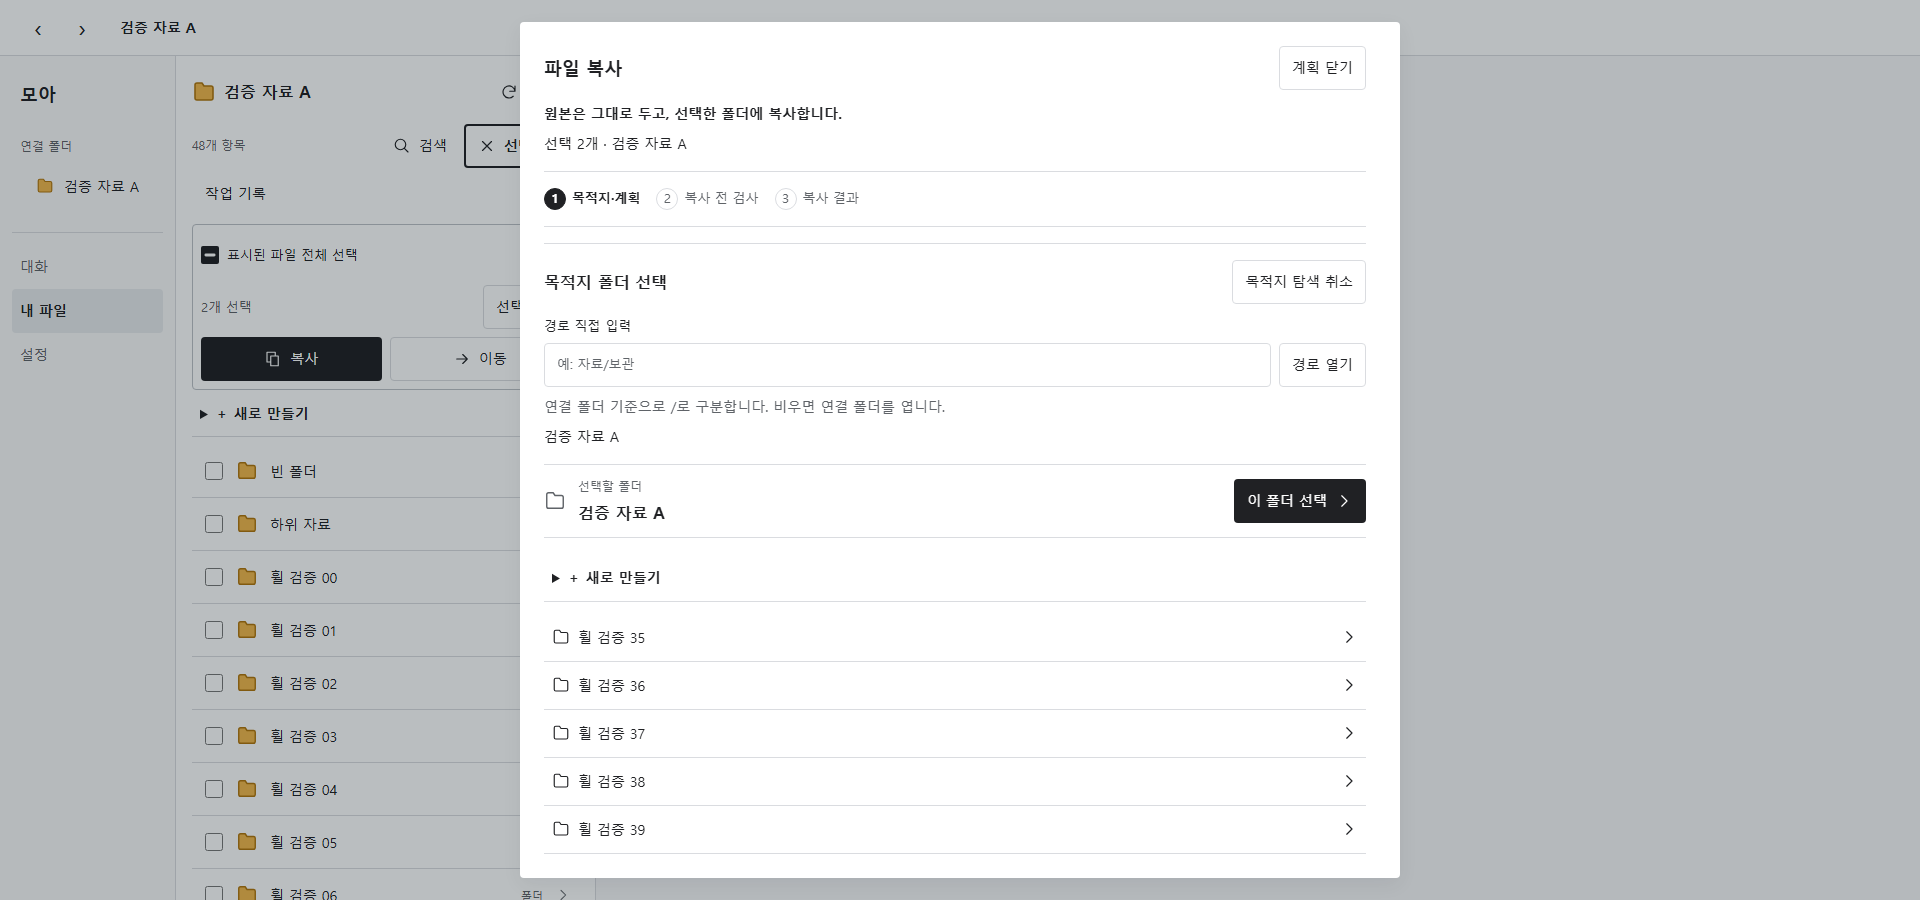 검증 자료 A
모아
연결 폴더
검증 자료 A
대화
내 파일
설정
검증 자료 A
48개 항목
검색
작업 기록
표시된 파일 전체 선택
2개 선택
복사
이동
+ 새로 만들기
빈 폴더
하위 자료
휠 검증 00
휠 검증 01
휠 검증 02
휠 검증 03
휠 검증 04
휠 검증 05
휠 검증 06
폴더
파일 복사
계획 닫기
원본은 그대로 두고, 선택한 폴더에 복사합니다.
선택 2개 · 검증 자료 A
1 목적지·계획
2 복사 전 검사
3 복사 결과
목적지 폴더 선택
목적지 탐색 취소
경로 직접 입력
예: 자료/보관
경로 열기
연결 폴더 기준으로 /로 구분합니다. 비우면 연결 폴더를 엽니다.
검증 자료 A
선택할 폴더
검증 자료 A
이 폴더 선택
+ 새로 만들기
휠 검증 35
휠 검증 36
휠 검증 37
휠 검증 38
휠 검증 39